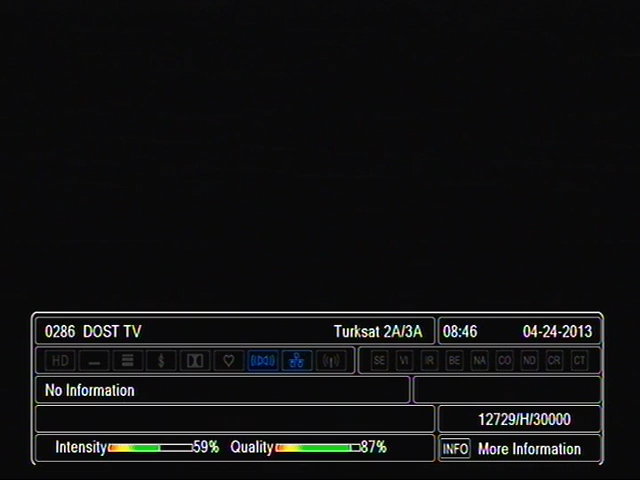 0286 DOST TV Turksat 2A/3A 08:46 04-24-2013
HD $ SE VI IR BE NA CO ND CR CT
No Information
12729/H/30000
Intensity 59% Quality 87% INFO More Information